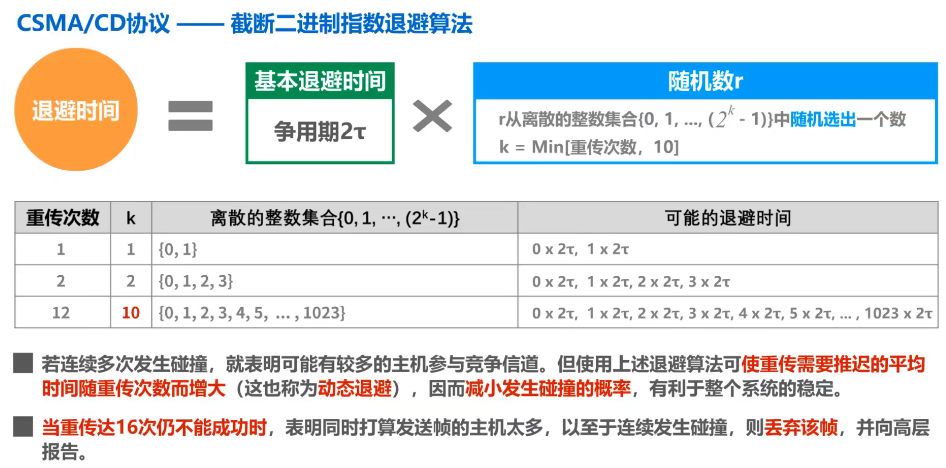 CSMA/CD协议 —— 截断二进制指数退避算法
退避时间
=
基本退避时间
争用期2τ
×
随机数r
r从离散的整数集合{0, 1, ..., (2^k - 1)}中随机选出一个数
k = Min[重传次数，10]
重传次数 k 离散的整数集合{0, 1, ···, (2^k-1)} 可能的退避时间
1 1 {0, 1} 0 x 2τ, 1 x 2τ
2 2 {0, 1, 2, 3} 0 x 2τ, 1 x 2τ, 2 x 2τ, 3 x 2τ
12 10 {0, 1, 2, 3, 4, 5, ... , 1023} 0 x 2τ, 1 x 2τ, 2 x 2τ, 3 x 2τ, 4 x 2τ, 5 x 2τ, ... , 1023 x 2τ
若连续多次发生碰撞，就表明可能有较多的主机参与竞争信道。但使用上述退避算法可使重传需要推迟的平均
时间随重传次数而增大（这也称为动态退避），因而减小发生碰撞的概率，有利于整个系统的稳定。
当重传达16次仍不能成功时，表明同时打算发送帧的主机太多，以至于连续发生碰撞，则丢弃该帧，并向高层
报告。